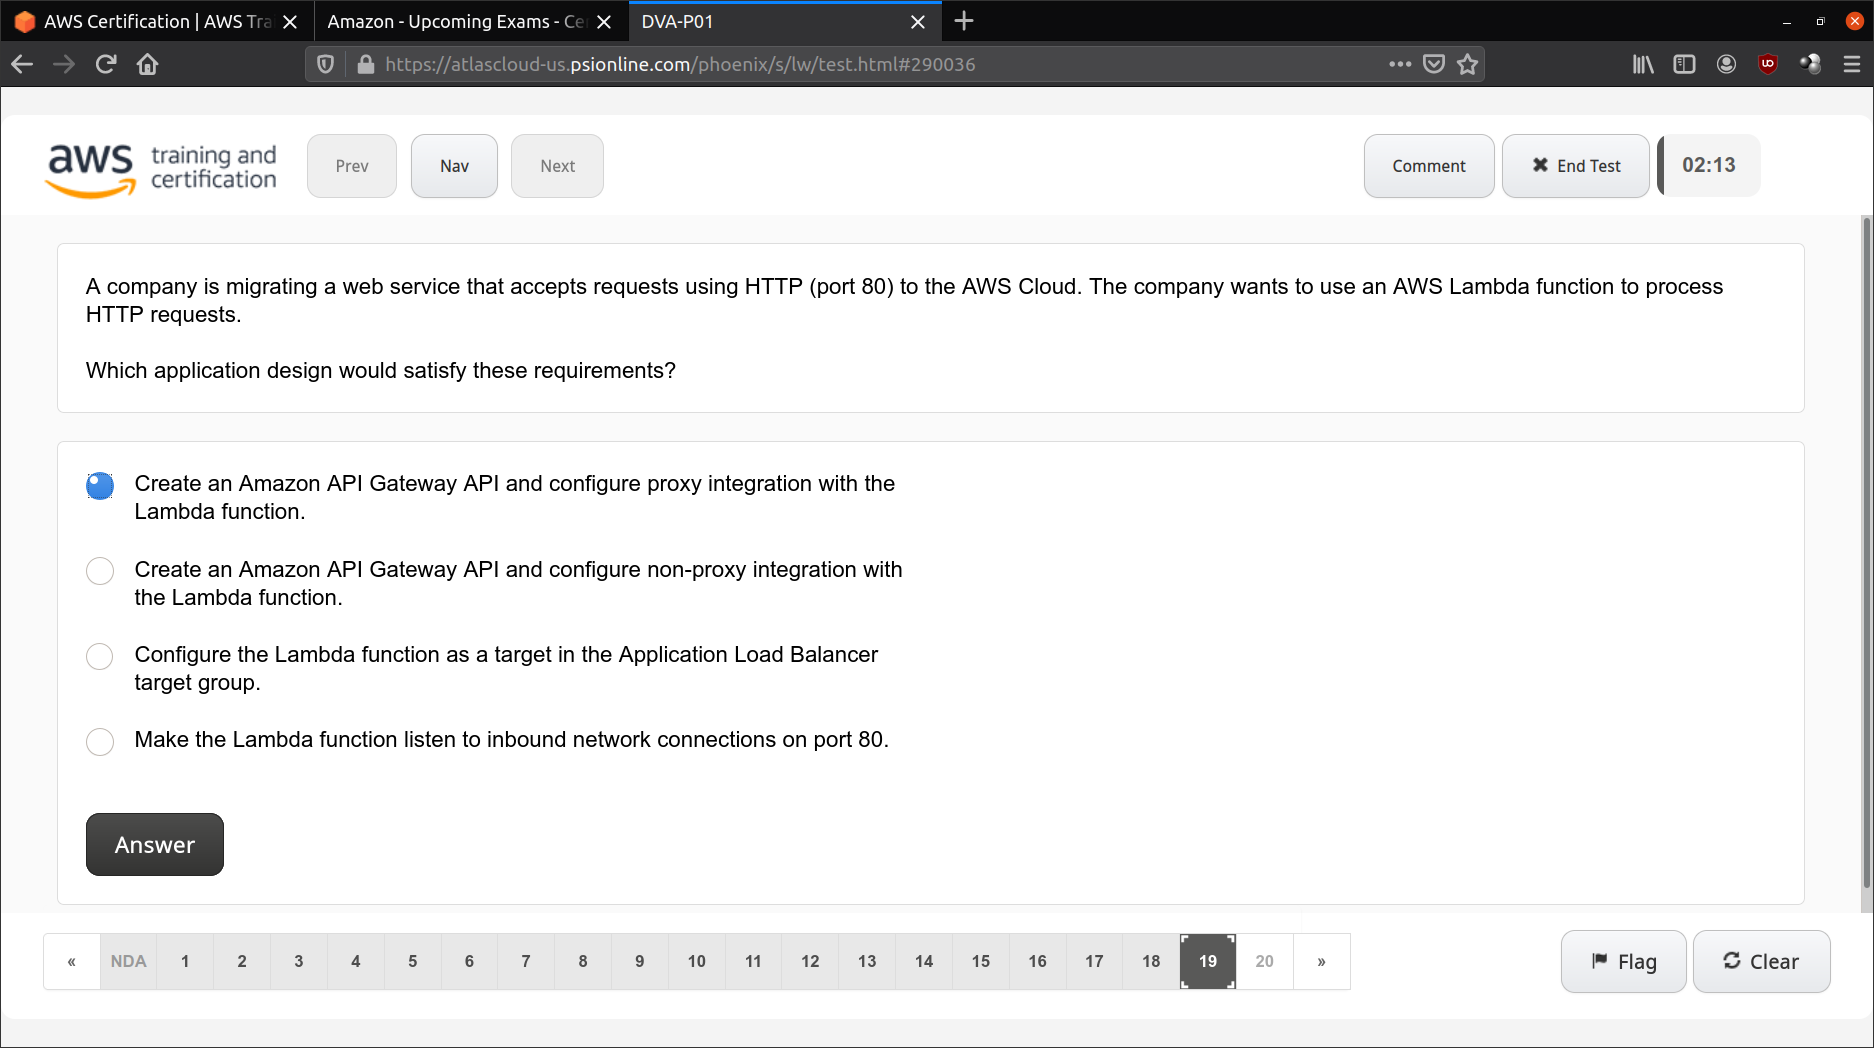 AWS Certification | AWS Tra
Amazon - Upcoming Exams - Ce
DVA-P01
https://atlascloud-us.psionline.com/phoenix/s/lw/test.html#290036
aws training and
certification
Prev
Nav
Next
Comment
End Test
02:13
A company is migrating a web service that accepts requests using HTTP (port 80) to the AWS Cloud. The company wants to use an AWS Lambda function to process
HTTP requests.
Which application design would satisfy these requirements?
Create an Amazon API Gateway API and configure proxy integration with the
Lambda function.
Create an Amazon API Gateway API and configure non-proxy integration with
the Lambda function.
Configure the Lambda function as a target in the Application Load Balancer
target group.
Make the Lambda function listen to inbound network connections on port 80.
Answer
« NDA 1 2 3 4 5 6 7 8 9 10 11 12 13 14 15 16 17 18 19 20 »
Flag
Clear